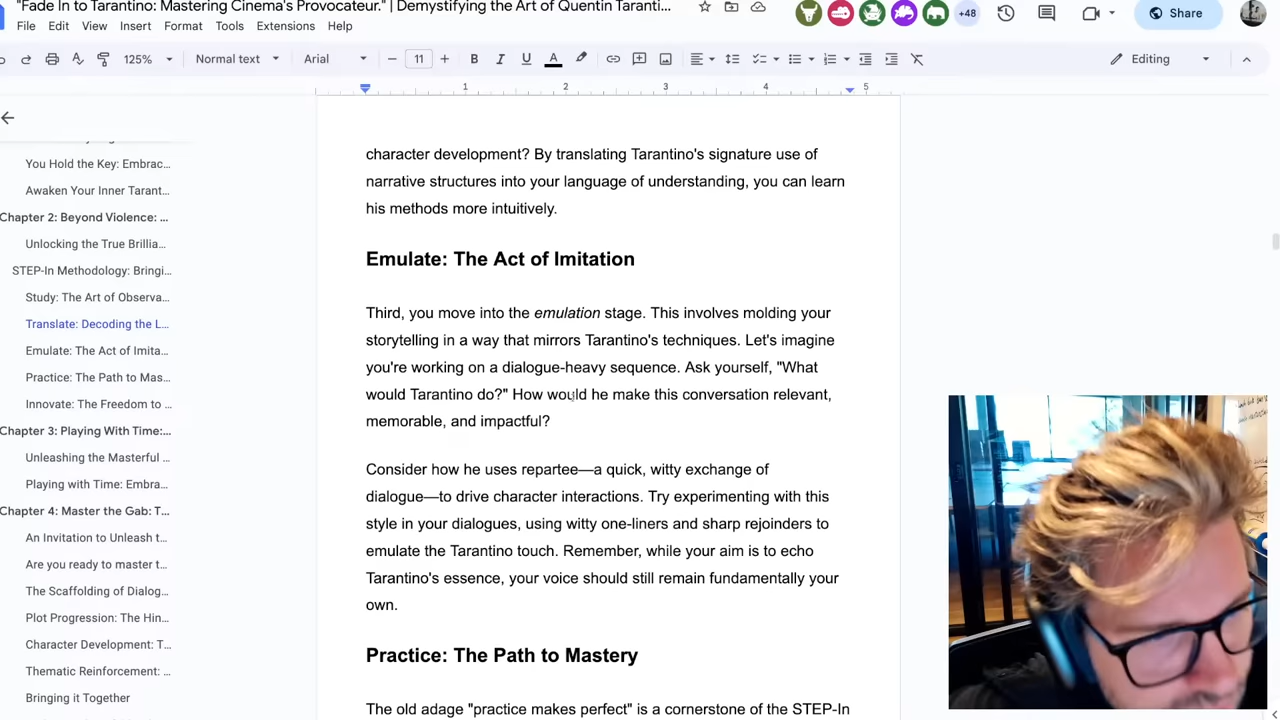 "Fade In to Tarantino: Mastering Cinema's Provocateur." | Demystifying the Art of Quentin Taranti...
File Edit View Insert Format Tools Extensions Help
+48
Share
125% Normal text Arial 11 Editing
1 2 3 4 5
You Hold the Key: Embrac...
Awaken Your Inner Tarant...
Chapter 2: Beyond Violence: ...
Unlocking the True Brillia...
STEP-In Methodology: Bringi...
Study: The Art of Observa...
Translate: Decoding the L...
Emulate: The Act of Imita...
Practice: The Path to Mas...
Innovate: The Freedom to ...
Chapter 3: Playing With Time:...
Unleashing the Masterful ...
Playing with Time: Embra...
Chapter 4: Master the Gab: T...
An Invitation to Unleash t...
Are you ready to master t...
The Scaffolding of Dialog...
Plot Progression: The Hin...
Character Development: T...
Thematic Reinforcement: ...
Bringing it Together
character development? By translating Tarantino's signature use of
narrative structures into your language of understanding, you can learn
his methods more intuitively.
Emulate: The Act of Imitation
Third, you move into the emulation stage. This involves molding your
storytelling in a way that mirrors Tarantino's techniques. Let's imagine
you're working on a dialogue-heavy sequence. Ask yourself, "What
would Tarantino do?" How would he make this conversation relevant,
memorable, and impactful?
Consider how he uses repartee—a quick, witty exchange of
dialogue—to drive character interactions. Try experimenting with this
style in your dialogues, using witty one-liners and sharp rejoinders to
emulate the Tarantino touch. Remember, while your aim is to echo
Tarantino's essence, your voice should still remain fundamentally your
own.
Practice: The Path to Mastery
The old adage "practice makes perfect" is a cornerstone of the STEP-In